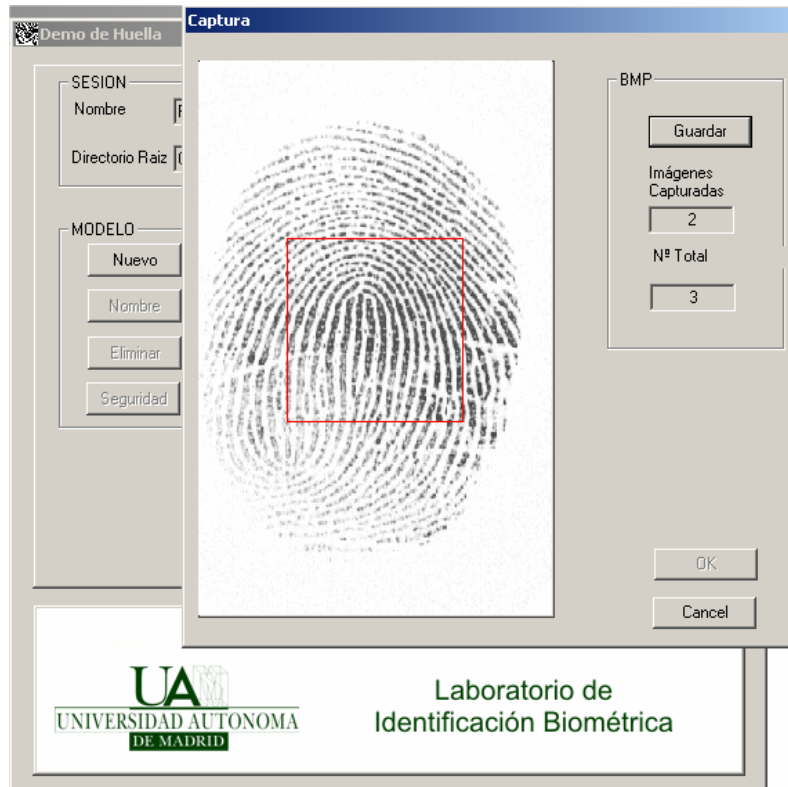 Captura
Demo de Huella
SESION
Nombre
Directorio Raiz
MODELO
Nuevo
Nombre
Eliminar
Seguridad
BMP
Guardar
Imágenes
Capturadas
2
Nº Total
3
OK
Cancel
UAM
UNIVERSIDAD AUTONOMA
DE MADRID
Laboratorio de
Identificación Biométrica